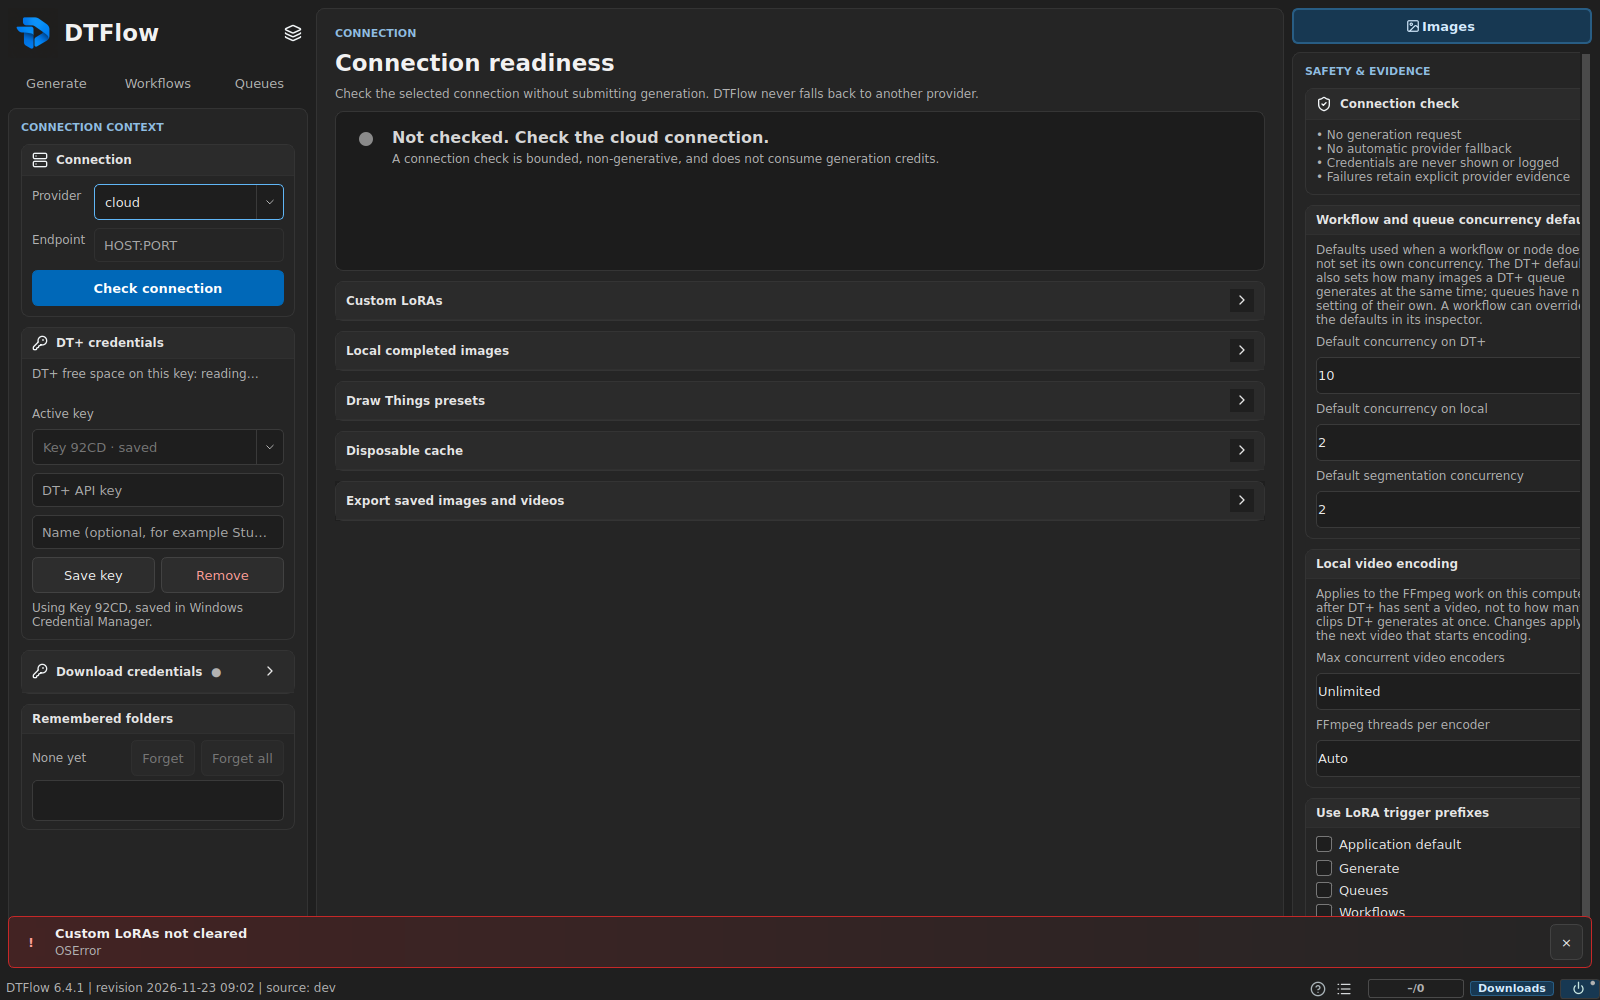 DTFlow
Generate
Workflows
Queues
CONNECTION CONTEXT
Connection
Provider
cloud
Endpoint
HOST:PORT
Check connection
DT+ credentials
DT+ free space on this key: reading...
Active key
Key 92CD · saved
DT+ API key
Name (optional, for example Stu...
Save key
Remove
Using Key 92CD, saved in Windows
Credential Manager.
Download credentials
Remembered folders
None yet
Forget
Forget all
CONNECTION
Connection readiness
Check the selected connection without submitting generation. DTFlow never falls back to another provider.
Not checked. Check the cloud connection.
A connection check is bounded, non-generative, and does not consume generation credits.
Custom LoRAs
Local completed images
Draw Things presets
Disposable cache
Export saved images and videos
Images
SAFETY & EVIDENCE
Connection check
• No generation request
• No automatic provider fallback
• Credentials are never shown or logged
• Failures retain explicit provider evidence
Workflow and queue concurrency defau
Defaults used when a workflow or node doe
not set its own concurrency. The DT+ defaul
also sets how many images a DT+ queue
generates at the same time; queues have n
setting of their own. A workflow can overrid
the defaults in its inspector.
Default concurrency on DT+
10
Default concurrency on local
2
Default segmentation concurrency
2
Local video encoding
Applies to the FFmpeg work on this compute
after DT+ has sent a video, not to how man
clips DT+ generates at once. Changes apply
the next video that starts encoding.
Max concurrent video encoders
Unlimited
FFmpeg threads per encoder
Auto
Use LoRA trigger prefixes
Application default
Generate
Queues
Workflows
!
Custom LoRAs not cleared
OSError
×
DTFlow 6.4.1 | revision 2026-11-23 09:02 | source: dev
–/0
Downloads